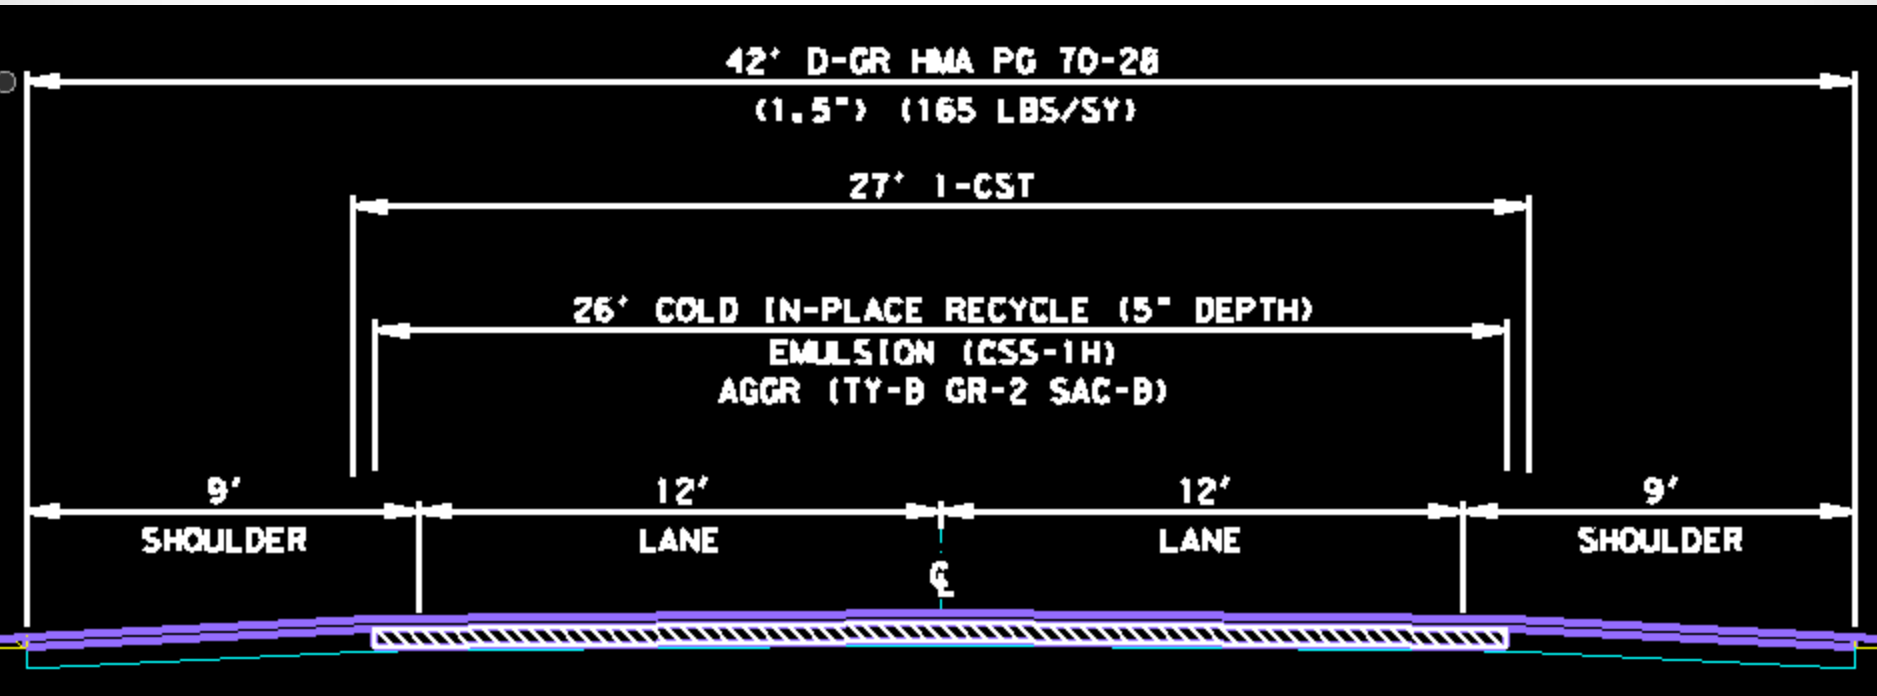 42' D-GR HMA PG 70-28
(1.5") (165 LBS/SY)
27' 1-CST
26' COLD IN-PLACE RECYCLE (5" DEPTH)
EMULSION (CSS-1H)
AGGR (TY-B GR-2 SAC-B)
9' 12' 12' 9'
SHOULDER LANE LANE SHOULDER
℄